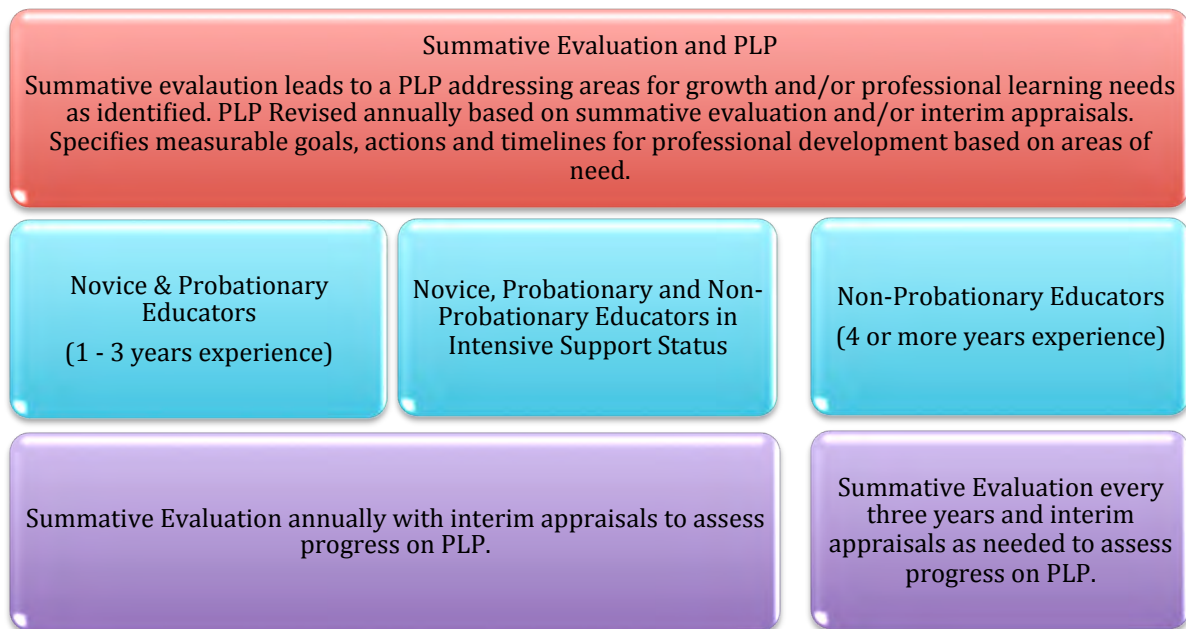 Summative Evaluation and PLP
Summative evalaution leads to a PLP addressing areas for growth and/or professional learning needs
as identified. PLP Revised annually based on summative evaluation and/or interim appraisals.
Specifies measurable goals, actions and timelines for professional development based on areas of
need.
Novice & Probationary
Educators
(1 - 3 years experience)
Novice, Probationary and Non-
Probationary Educators in
Intensive Support Status
Non-Probationary Educators
(4 or more years experience)
Summative Evaluation annually with interim appraisals to assess
progress on PLP.
Summative Evaluation every
three years and interim
appraisals as needed to assess
progress on PLP.